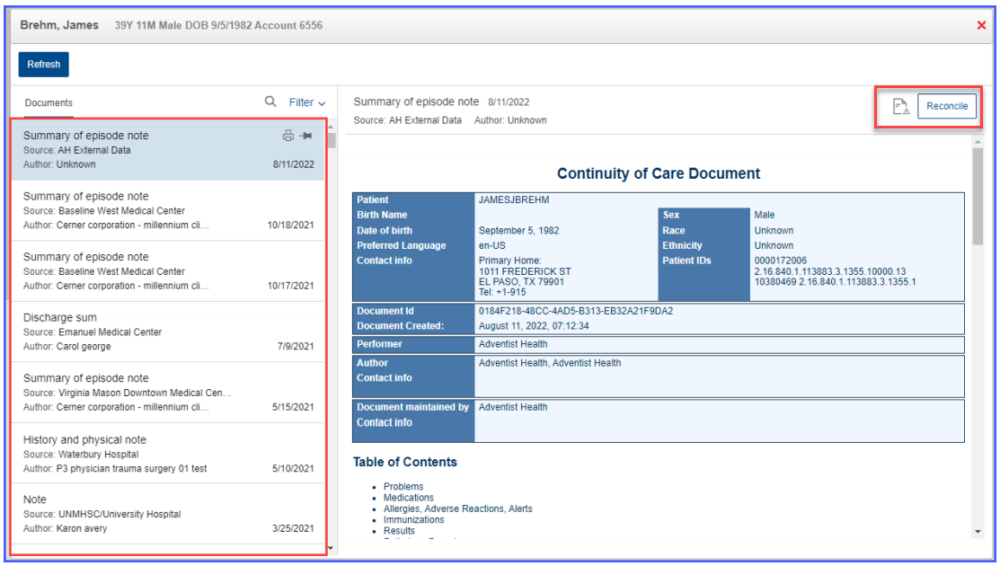 Brehm, James 39Y 11M Male DOB 9/5/1982 Account 6556
Refresh
Documents
Filter
Summary of episode note
Source: AH External Data
Author: Unknown 8/11/2022
Summary of episode note
Source: Baseline West Medical Center
Author: Cerner corporation - millennium cli... 10/18/2021
Summary of episode note
Source: Baseline West Medical Center
Author: Cerner corporation - millennium cli... 10/17/2021
Discharge sum
Source: Emanuel Medical Center
Author: Carol george 7/9/2021
Summary of episode note
Source: Virginia Mason Downtown Medical Cen...
Author: Cerner corporation - millennium cli... 5/15/2021
History and physical note
Source: Waterbury Hospital
Author: P3 physician trauma surgery 01 test 5/10/2021
Note
Source: UNMHSC/University Hospital
Author: Karon avery 3/25/2021
Summary of episode note 8/11/2022
Source: AH External Data Author: Unknown
Reconcile
Continuity of Care Document
Patient JAMESJBREHM
Birth Name Sex Male
Date of birth September 5, 1982 Race Unknown
Preferred Language en-US Ethnicity Unknown
Contact info Primary Home: Patient IDs 0000172006
1011 FREDERICK ST 2.16.840.1.113883.3.1355.10000.13
EL PASO, TX 79901 10380469 2.16.840.1.113883.3.1355.1
Tel: +1-915
Document Id 0184F218-48CC-4AD5-B313-EB32A21F9DA2
Document Created: August 11, 2022, 07:12:34
Performer Adventist Health
Author Adventist Health, Adventist Health
Contact info
Document maintained by Adventist Health
Contact info
Table of Contents
• Problems
• Medications
• Allergies, Adverse Reactions, Alerts
• Immunizations
• Results